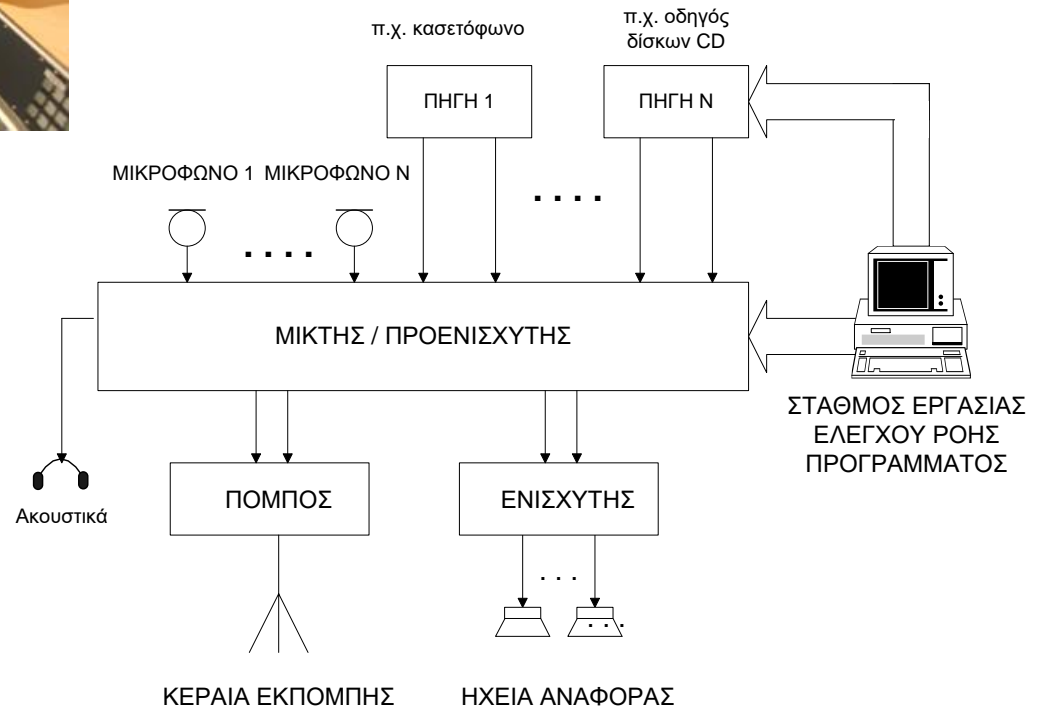 π.χ. κασετόφωνο
π.χ. οδηγός
δίσκων CD
ΠΗΓΗ 1
ΠΗΓΗ Ν
ΜΙΚΡΟΦΩΝΟ 1 ΜΙΚΡΟΦΩΝΟ Ν
ΜΙΚΤΗΣ / ΠΡΟΕΝΙΣΧΥΤΗΣ
ΣΤΑΘΜΟΣ ΕΡΓΑΣΙΑΣ
ΕΛΕΓΧΟΥ ΡΟΗΣ
ΠΡΟΓΡΑΜΜΑΤΟΣ
ΠΟΜΠΟΣ
ΕΝΙΣΧΥΤΗΣ
Ακουστικά
ΚΕΡΑΙΑ ΕΚΠΟΜΠΗΣ
ΗΧΕΙΑ ΑΝΑΦΟΡΑΣ